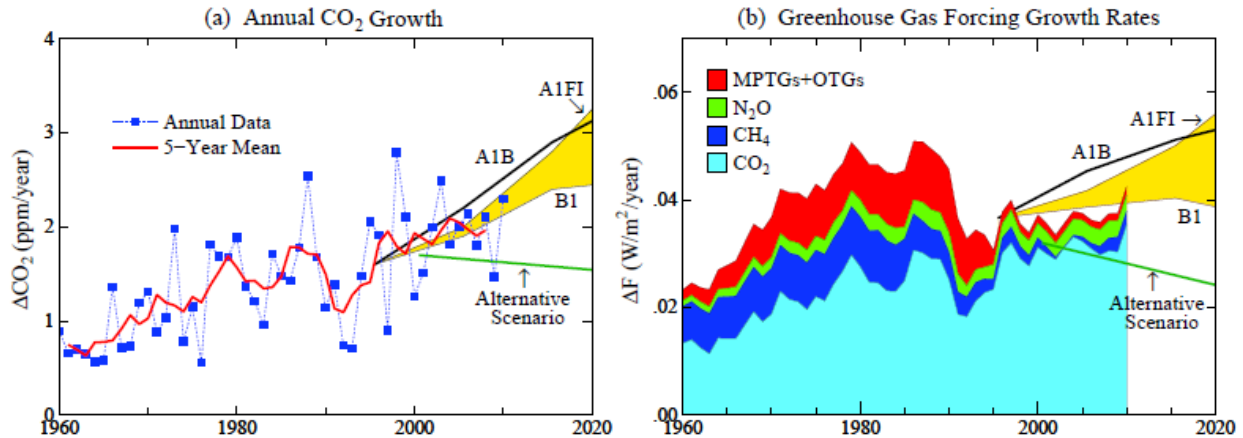 (a) Annual CO₂ Growth
4
3
2
1
0
ΔCO₂ (ppm/year)
Annual Data
5−Year Mean
A1FI
A1B
B1
Alternative
Scenario
1960
1980
2000
2020
(b) Greenhouse Gas Forcing Growth Rates
.06
.04
.02
.00
ΔF (W/m²/year)
MPTGs+OTGs
N₂O
CH₄
CO₂
A1FI
A1B
B1
Alternative
Scenario
1960
1980
2000
2020